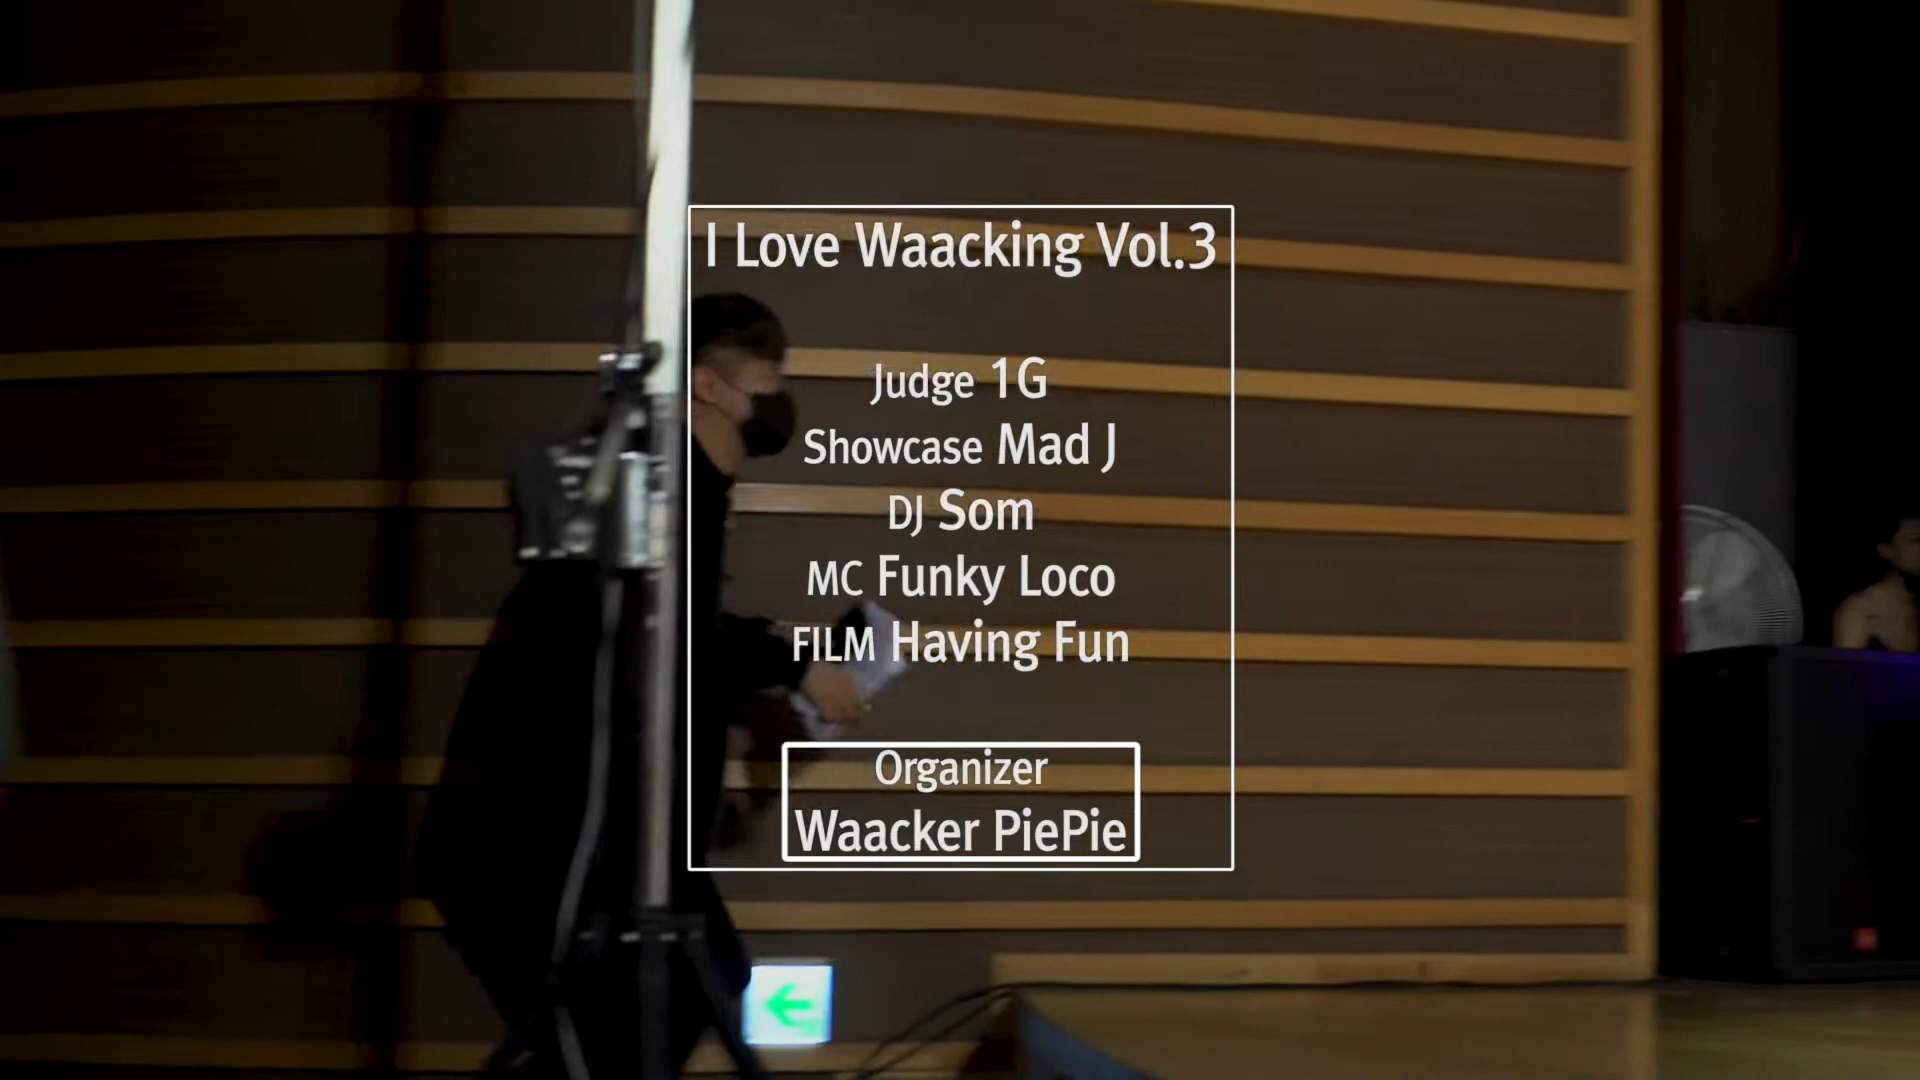 I Love Waacking Vol.3
Judge 1G
Showcase Mad J
DJ Som
MC Funky Loco
FILM Having Fun
Organizer
Waacker PiePie